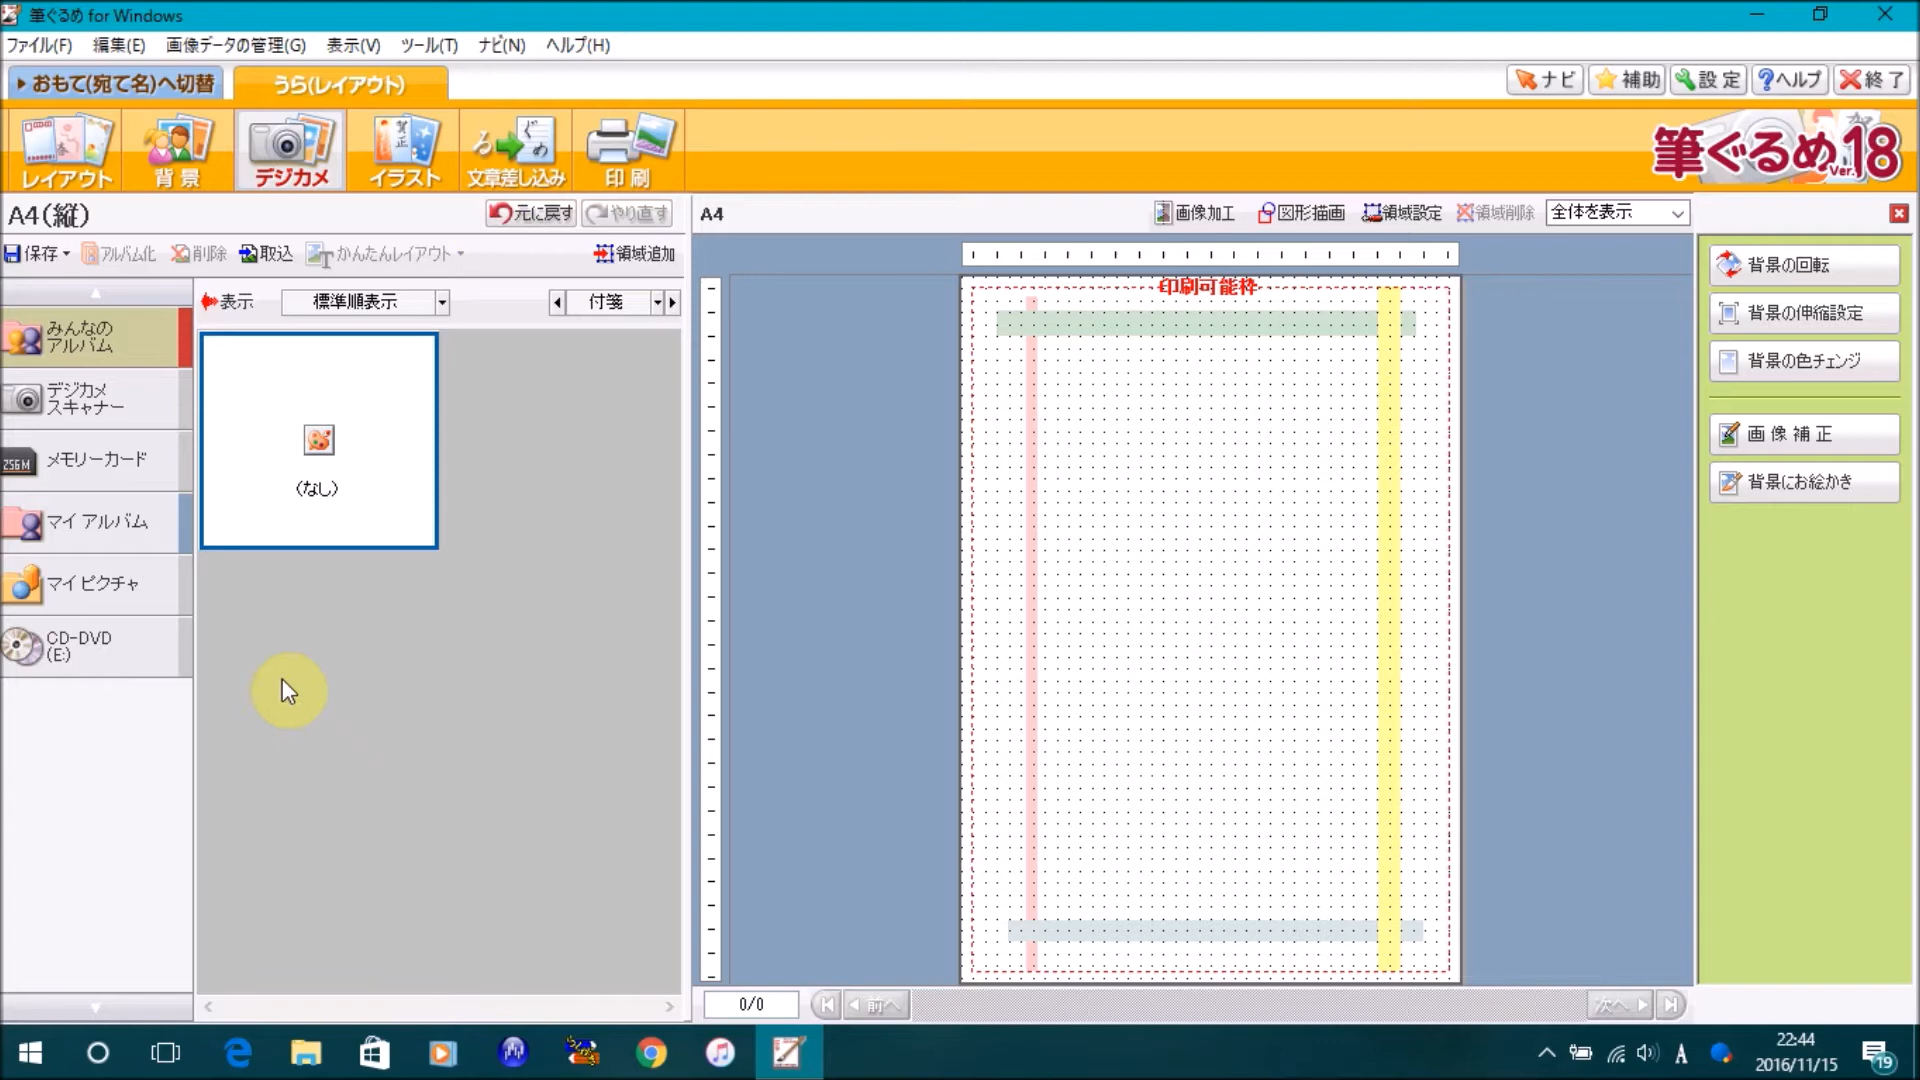 筆ぐるめ for Windows
ファイル(F) 編集(E) 画像データの管理(G) 表示(V) ツール(T) ナビ(N) ヘルプ(H)
おもて(宛て名)へ切替 うら(レイアウト) ナビ 補助 設定 ヘルプ 終了
レイアウト 背景 デジカメ イラスト 文章差し込み 印刷 筆ぐるめ Ver.18
A4(縦) 元に戻す やり直す A4 画像加工 図形描画 領域設定 領域削除 全体を表示
保存 アルバム化 削除 取込 かんたんレイアウト 領域追加
表示 標準順表示 付箋
みんなの
アルバム
デジカメ
スキャナー
256M メモリーカード
マイ アルバム
マイ ピクチャ
CD-DVD
(E:)
(なし)
印刷可能枠
背景の回転
背景の伸縮設定
背景の色チェンジ
画像補正
背景にお絵かき
0/0 前へ 次へ
A 22:44
2016/11/15
19